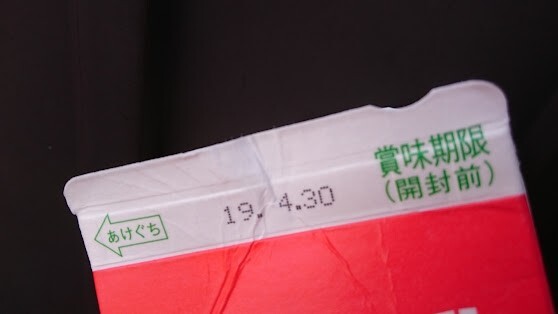 賞味期限
(開封前)
19. 4.30
あけぐち